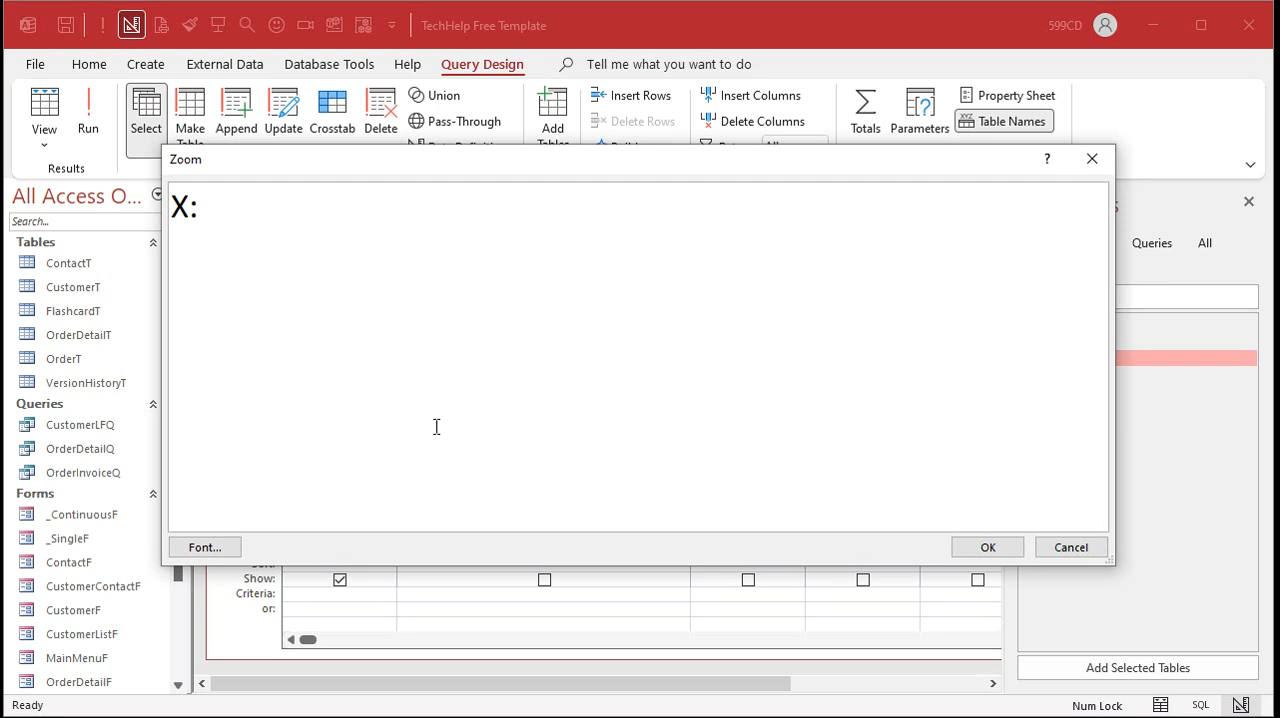 TechHelp Free Template
599CD
File Home Create External Data Database Tools Help Query Design Tell me what you want to do
View
Run
Select
Make
Append
Update
Crosstab
Delete
Union
Pass-Through
Add
Insert Rows
Delete Rows
Insert Columns
Delete Columns
Totals
Parameters
Property Sheet
Table Names
Results
Zoom
X:
Font...
OK
Cancel
All Access O...
Search...
Tables
ContactT
CustomerT
FlashcardT
OrderDetailT
OrderT
VersionHistoryT
Queries
CustomerLFQ
OrderDetailQ
OrderInvoiceQ
Forms
_ContinuousF
_SingleF
ContactF
CustomerContactF
CustomerF
CustomerListF
MainMenuF
OrderDetailF
Queries All
Show:
Criteria:
or:
Add Selected Tables
Ready
Num Lock
SQL